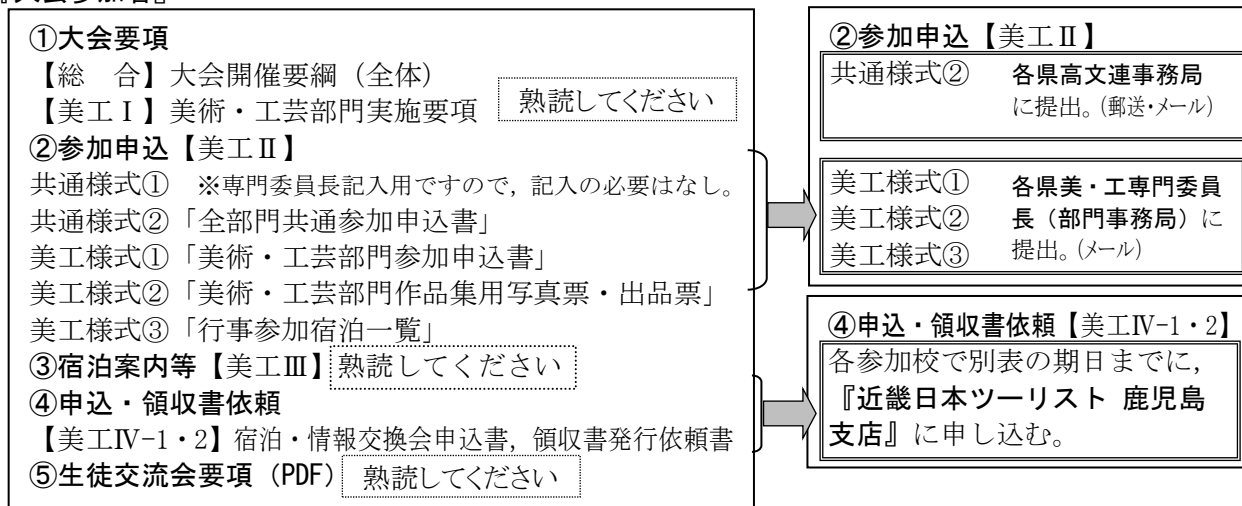 ①大会要項
【総　合】大会開催要綱（全体）
【美工Ⅰ】美術・工芸部門実施要項
熟読してください
②参加申込【美工Ⅱ】
共通様式①　※専門委員長記入用ですので，記入の必要はなし。
共通様式②「全部門共通参加申込書」
美工様式①「美術・工芸部門参加申込書」
美工様式②「美術・工芸部門作品集用写真票・出品票」
美工様式③「行事参加宿泊一覧」
③宿泊案内等【美工Ⅲ】熟読してください
④申込・領収書依頼
【美工Ⅳ-1・2】宿泊・情報交換会申込書，領収書発行依頼書
⑤生徒交流会要項（PDF）熟読してください
②参加申込【美工Ⅱ】
共通様式②　各県高文連事務局
に提出。（郵送・メール）
美工様式①　各県美・工専門委員
美工様式②　長（部門事務局）に
美工様式③　提出。（メール）
④申込・領収書依頼【美工Ⅳ-1・2】
各参加校で別表の期日までに，
『近畿日本ツーリスト 鹿児島
支店』に申し込む。